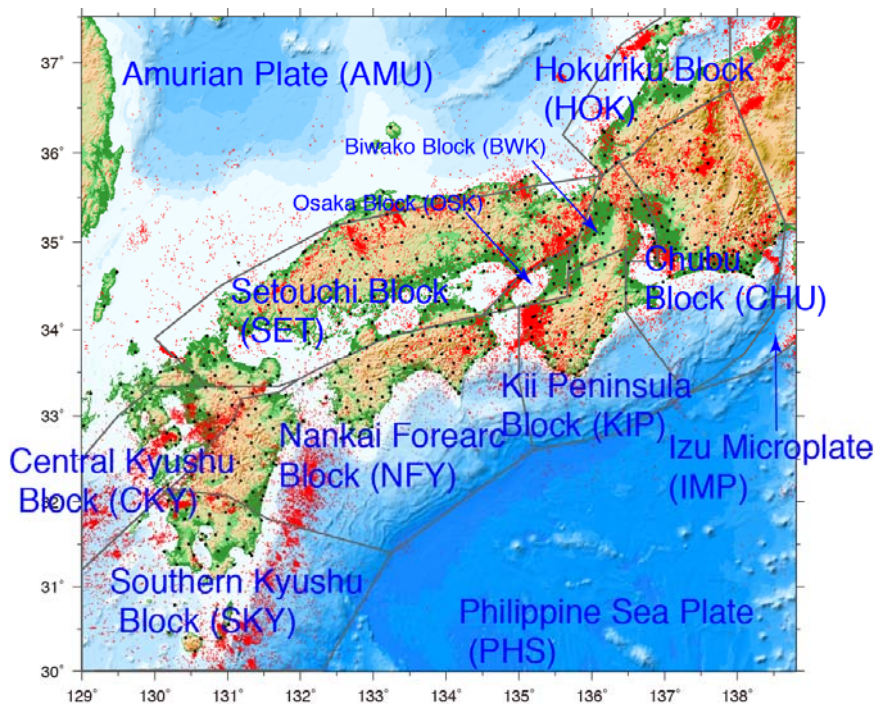 37˚
Amurian Plate (AMU)
Hokuriku Block
(HOK)
36˚
Biwako Block (BWK)
Osaka Block (OSK)
35˚
Setouchi Block
(SET)
Chubu
Block (CHU)
34˚
Kii Peninsula
Block (KIP)
33˚
Nankai Forearc
Block (NFY)
Izu Microplate
(IMP)
Central Kyushu
Block (CKY)
32˚
31˚
Southern Kyushu
Block (SKY)
Philippine Sea Plate
(PHS)
30˚
129˚ 130˚ 131˚ 132˚ 133˚ 134˚ 135˚ 136˚ 137˚ 138˚